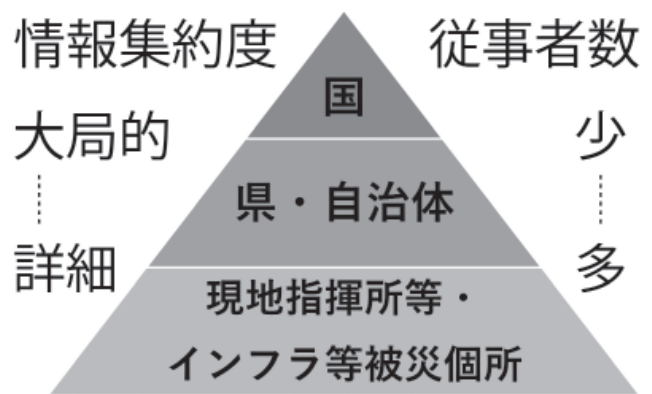 情報集約度
従事者数
国
大局的
少
県・自治体
詳細
多
現地指揮所等・
インフラ等被災個所